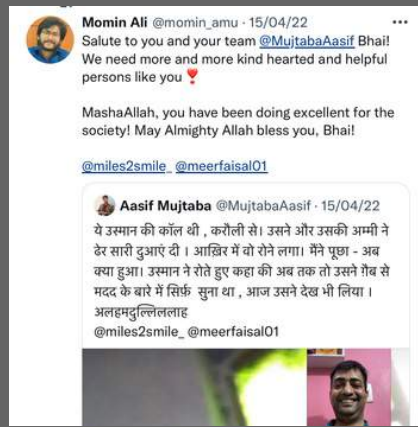 Momin Ali @momin_amu · 15/04/22
Salute to you and your team @MujtabaAasif Bhai!
We need more and more kind hearted and helpful
persons like you ❣️
MashaAllah, you have been doing excellent for the
society! May Almighty Allah bless you, Bhai!
@miles2smile_ @meerfaisal01
Aasif Mujtaba @MujtabaAasif · 15/04/22
ये उस्मान की कॉल थी , करौली से। उसने और उसकी अम्मी ने
ढेर सारी दुआएं दी । आख़िर में वो रोने लगा। मैंने पूछा - अब
क्या हुआ। उस्मान ने रोते हुए कहा की अब तक तो उसने ग़ैब से
मदद के बारे में सिर्फ़ सुना था , आज उसने देख भी लिया ।
अलहमदुल्लिललाह
@miles2smile_ @meerfaisal01